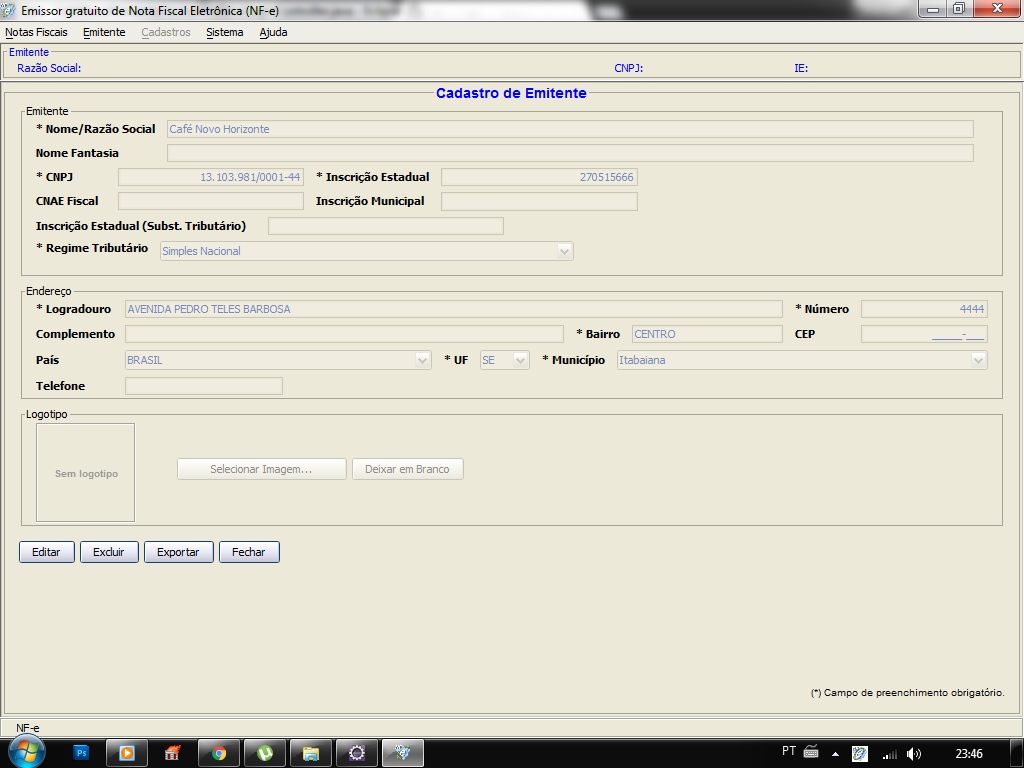 Emissor gratuito de Nota Fiscal Eletrônica (NF-e)
Notas Fiscais Emitente Cadastros Sistema Ajuda
Emitente
Razão Social: CNPJ: IE:
Cadastro de Emitente
Emitente
* Nome/Razão Social Café Novo Horizonte
Nome Fantasia
* CNPJ 13.103.981/0001-44 * Inscrição Estadual 270515666
CNAE Fiscal Inscrição Municipal
Inscrição Estadual (Subst. Tributário)
* Regime Tributário Simples Nacional
Endereço
* Logradouro AVENIDA PEDRO TELES BARBOSA * Número 4444
Complemento * Bairro CENTRO CEP _____-___
País BRASIL * UF SE * Município Itabaiana
Telefone
Logotipo
Sem logotipo Selecionar Imagem... Deixar em Branco
Editar Excluir Exportar Fechar
(*) Campo de preenchimento obrigatório.
NF-e
Ps PT 23:46